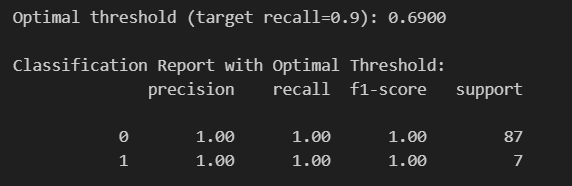 Optimal threshold (target recall=0.9): 0.6900
Classification Report with Optimal Threshold:
precision recall f1-score support
0 1.00 1.00 1.00 87
1 1.00 1.00 1.00 7